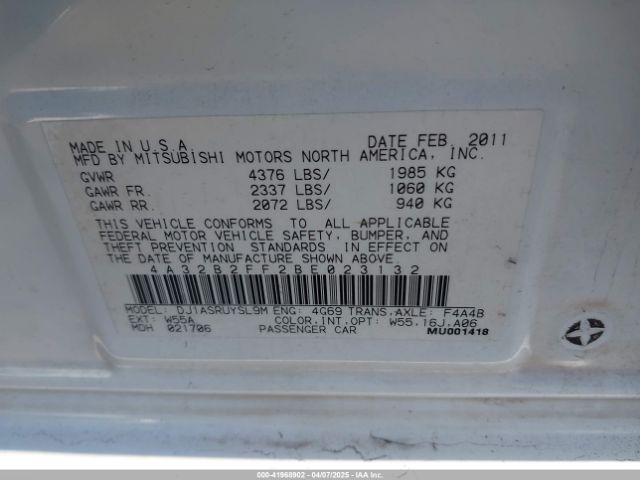 MADE IN U.S.A. DATE FEB. 2011
MFD BY MITSUBISHI MOTORS NORTH AMERICA, INC.
GVWR 4376 LBS/ 1985 KG
GAWR FR. 2337 LBS/ 1060 KG
GAWR RR. 2072 LBS/ 940 KG
THIS VEHICLE CONFORMS TO ALL APPLICABLE
FEDERAL MOTOR VEHICLE SAFETY, BUMPER, AND
THEFT PREVENTION STANDARDS IN EFFECT ON
THE DATE OF MANUFACTURE SHOWN ABOVE.
4A32B2FF2BE023132
MODEL: DJ1ASRUYSL9M ENG: 4G69 TRANS.AXLE: F4A4B
EXT: W55A COLOR.INT.OPT: W55.16J.A06
MDH 021706 PASSENGER CAR MU001418
000-41968902 - 04/07/2025 - IAA Inc.